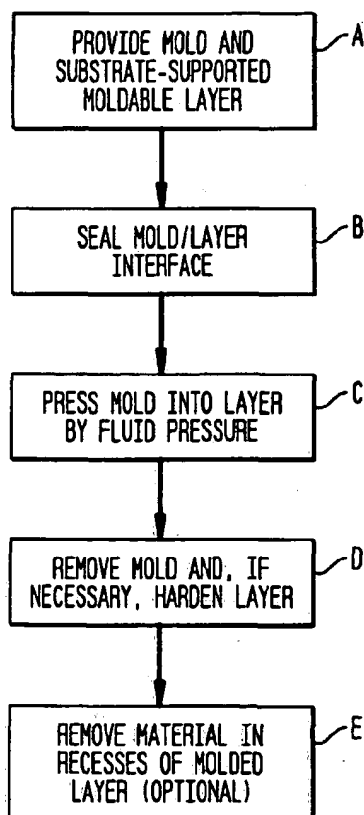 PROVIDE MOLD AND
SUBSTRATE-SUPPORTED
MOLDABLE LAYER
A
SEAL MOLD/LAYER
INTERFACE
B
PRESS MOLD INTO LAYER
BY FLUID PRESSURE
C
REMOVE MOLD AND, IF
NECESSARY, HARDEN LAYER
D
REMOVE MATERIAL IN
RECESSES OF MOLDED
LAYER (OPTIONAL)
E